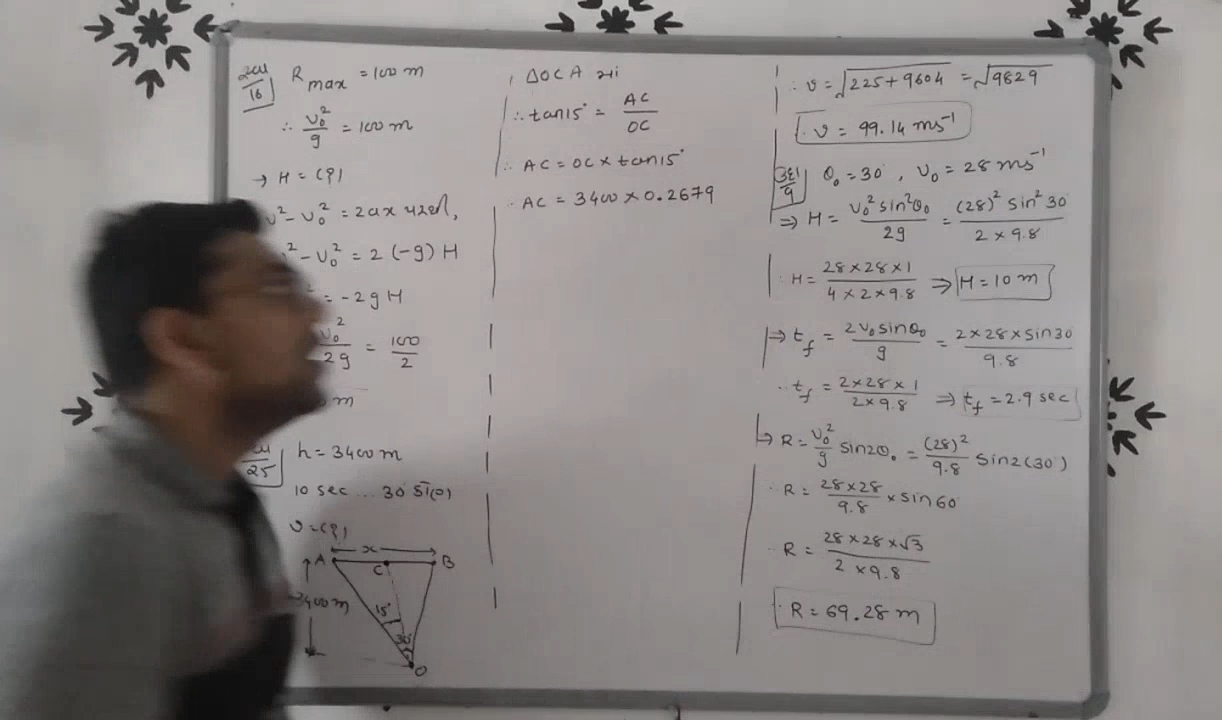 સ્વા
16
R max = 100 m
∴ v₀²/g = 100 m
→ H = (?)
v² - v₀² = 2ax પરથી,
² - v₀² = 2 (-g) H
² = -2gH
v₀²/2g = 100/2
m
25
h = 3400 m
10 sec ... 30°
v = (?)
x
A C B
3400 m
15°
30°
O
ΔOCA માં
∴ tan15° = AC/OC
∴ AC = OC × tan15°
∴ AC = 3400 × 0.2679
∴ v = √225 + 9604 = √9829
∴ v = 99.14 ms⁻¹
9
θ₀ = 30°, v₀ = 28 ms⁻¹
⇒ H = v₀² sin²θ₀/2g = (28)² sin² 30/2 × 9.8
∴ H = 28×28×1/4×2×9.8 ⇒ H = 10 m
⇒ t_f = 2v₀sinθ₀/g = 2×28×sin30/9.8
∴ t_f = 2×28×1/2×9.8 ⇒ t_f = 2.9 sec
↳ R = v₀²/g sin2θ₀ = (28)²/9.8 sin2(30°)
∴ R = 28×28/9.8 × sin60
∴ R = 28×28×√3/2×9.8
∴ R = 69.28 m